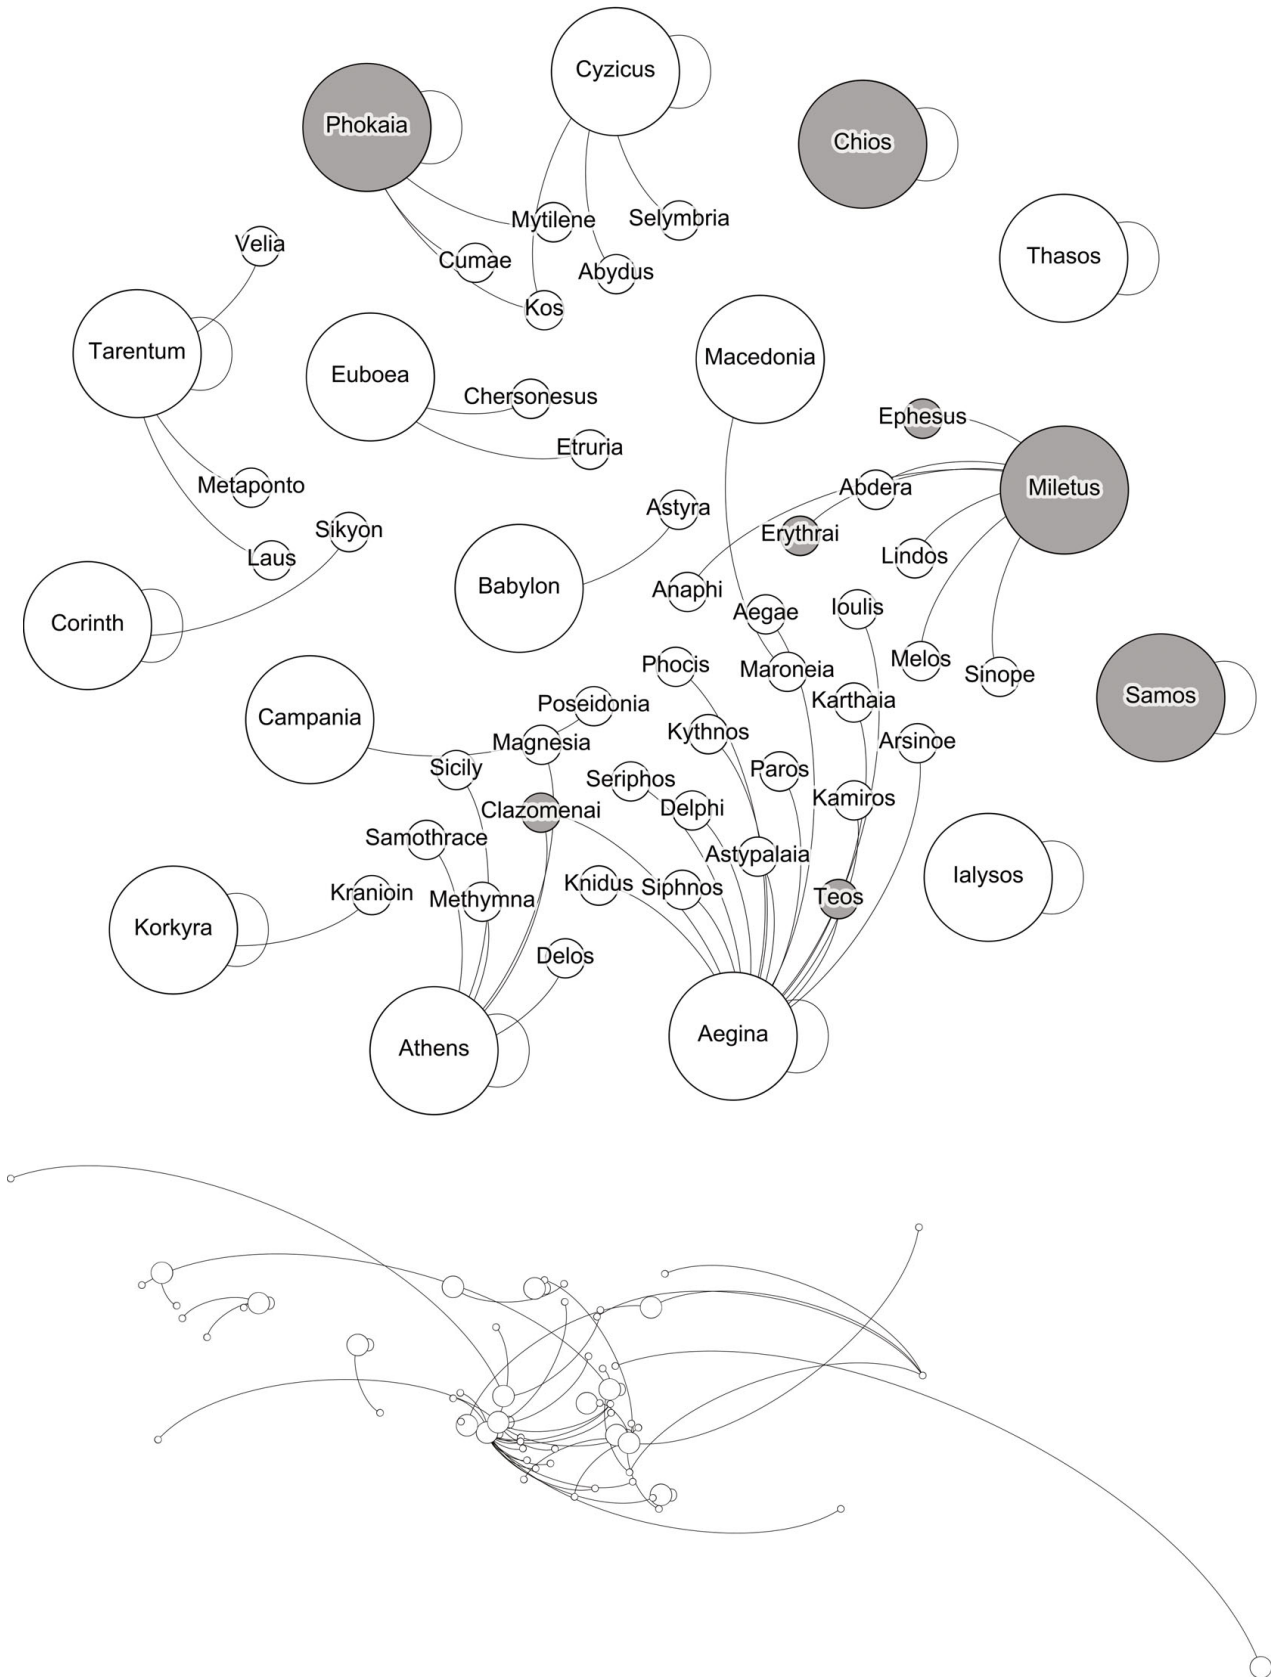 Cyzicus
Phokaia
Chios
Mytilene
Selymbria
Velia
Cumae
Abydus
Thasos
Kos
Tarentum
Euboea
Macedonia
Chersonesus
Ephesus
Etruria
Metaponto
Abdera
Miletus
Astyra
Sikyon
Erythrai
Laus
Lindos
Babylon
Anaphi
Aegae
Ioulis
Corinth
Phocis
Maroneia
Melos
Sinope
Samos
Poseidonia
Karthaia
Campania
Magnesia
Kythnos
Arsinoe
Sicily
Seriphos
Paros
Clazomenai
Delphi
Kamiros
Samothrace
Astypalaia
Ialysos
Kranioin
Methymna
Knidus
Siphnos
Teos
Korkyra
Delos
Athens
Aegina